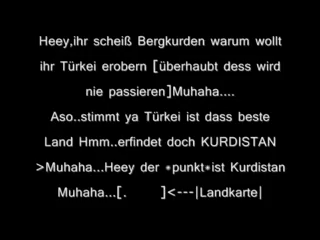 Heey,ihr scheiß Bergkurden warum wollt
ihr Türkei erobern [überhaubt dess wird
nie passieren]Muhaha....
Aso..stimmt ya Türkei ist dass beste
Land Hmm..erfindet doch KURDISTAN
>Muhaha...Heey der *punkt*ist Kurdistan
Muhaha...[.     ]<---|Landkarte|